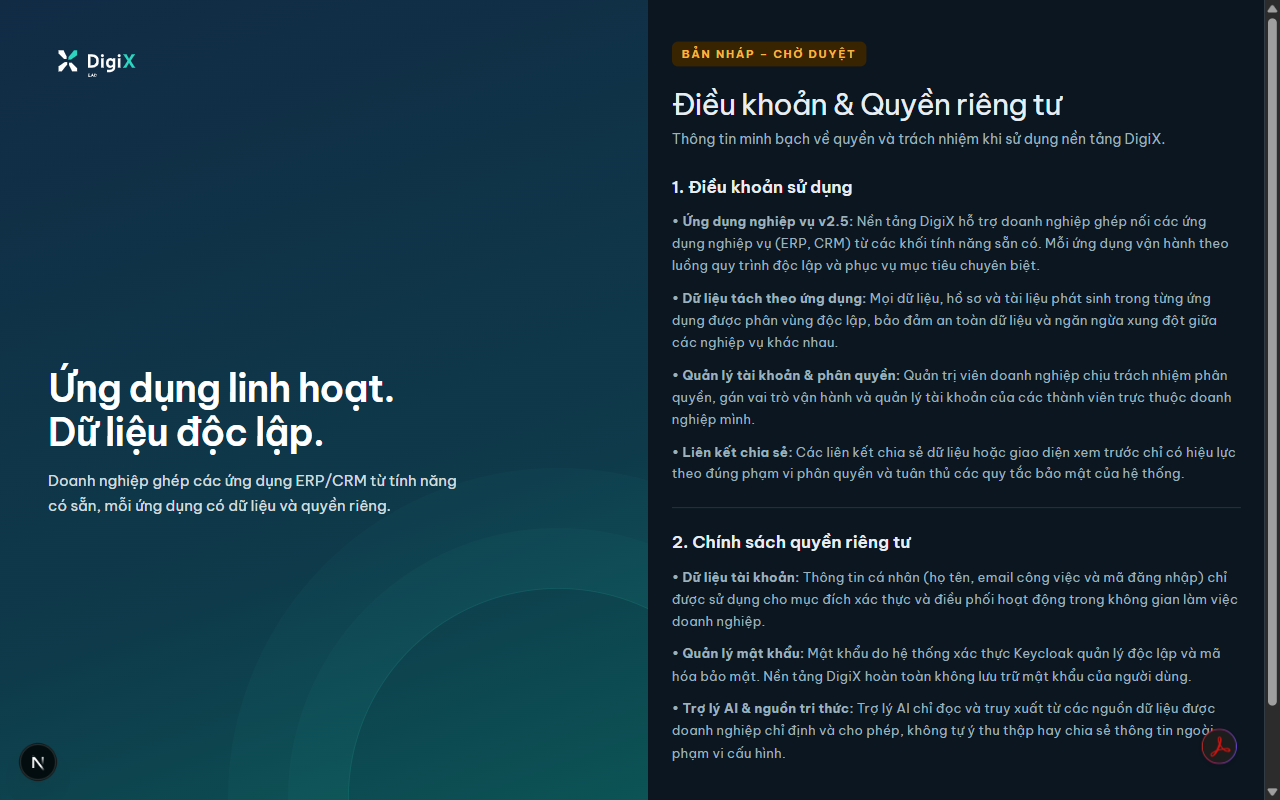 DigiX
LAO
Ứng dụng linh hoạt.
Dữ liệu độc lập.
Doanh nghiệp ghép các ứng dụng ERP/CRM từ tính năng
có sẵn, mỗi ứng dụng có dữ liệu và quyền riêng.
N
BẢN NHÁP – CHỜ DUYỆT
Điều khoản & Quyền riêng tư
Thông tin minh bạch về quyền và trách nhiệm khi sử dụng nền tảng DigiX.
1. Điều khoản sử dụng
• Ứng dụng nghiệp vụ v2.5: Nền tảng DigiX hỗ trợ doanh nghiệp ghép nối các ứng
dụng nghiệp vụ (ERP, CRM) từ các khối tính năng sẵn có. Mỗi ứng dụng vận hành theo
luồng quy trình độc lập và phục vụ mục tiêu chuyên biệt.
• Dữ liệu tách theo ứng dụng: Mọi dữ liệu, hồ sơ và tài liệu phát sinh trong từng ứng
dụng được phân vùng độc lập, bảo đảm an toàn dữ liệu và ngăn ngừa xung đột giữa
các nghiệp vụ khác nhau.
• Quản lý tài khoản & phân quyền: Quản trị viên doanh nghiệp chịu trách nhiệm phân
quyền, gán vai trò vận hành và quản lý tài khoản của các thành viên trực thuộc doanh
nghiệp mình.
• Liên kết chia sẻ: Các liên kết chia sẻ dữ liệu hoặc giao diện xem trước chỉ có hiệu lực
theo đúng phạm vi phân quyền và tuân thủ các quy tắc bảo mật của hệ thống.
2. Chính sách quyền riêng tư
• Dữ liệu tài khoản: Thông tin cá nhân (họ tên, email công việc và mã đăng nhập) chỉ
được sử dụng cho mục đích xác thực và điều phối hoạt động trong không gian làm việc
doanh nghiệp.
• Quản lý mật khẩu: Mật khẩu do hệ thống xác thực Keycloak quản lý độc lập và mã
hóa bảo mật. Nền tảng DigiX hoàn toàn không lưu trữ mật khẩu của người dùng.
• Trợ lý AI & nguồn tri thức: Trợ lý AI chỉ đọc và truy xuất từ các nguồn dữ liệu được
doanh nghiệp chỉ định và cho phép, không tự ý thu thập hay chia sẻ thông tin ngoài
phạm vi cấu hình.